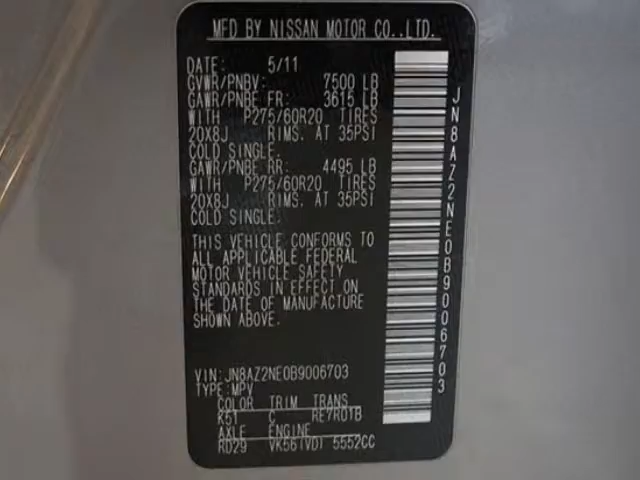 MFD BY NISSAN MOTOR CO.,LTD.
DATE: 5/11
GVWR/PNBV: 7500 LB
GAWR/PNBE FR: 3615 LB
WITH P275/60R20 TIRES
20X8J RIMS. AT 35PSI
COLD SINGLE.
GAWR/PNBE RR: 4495 LB
WITH P275/60R20 TIRES
20X8J RIMS. AT 35PSI
COLD SINGLE.
THIS VEHICLE CONFORMS TO
ALL APPLICABLE FEDERAL
MOTOR VEHICLE SAFETY
STANDARDS IN EFFECT ON
THE DATE OF MANUFACTURE
SHOWN ABOVE.
VIN:JN8AZ2NE0B9006703
TYPE:MPV
COLOR TRIM TRANS
K51 C RE7R01B
AXLE ENGINE
RD29 VK56(VD) 5552CC
JN8AZ2NE0B9006703